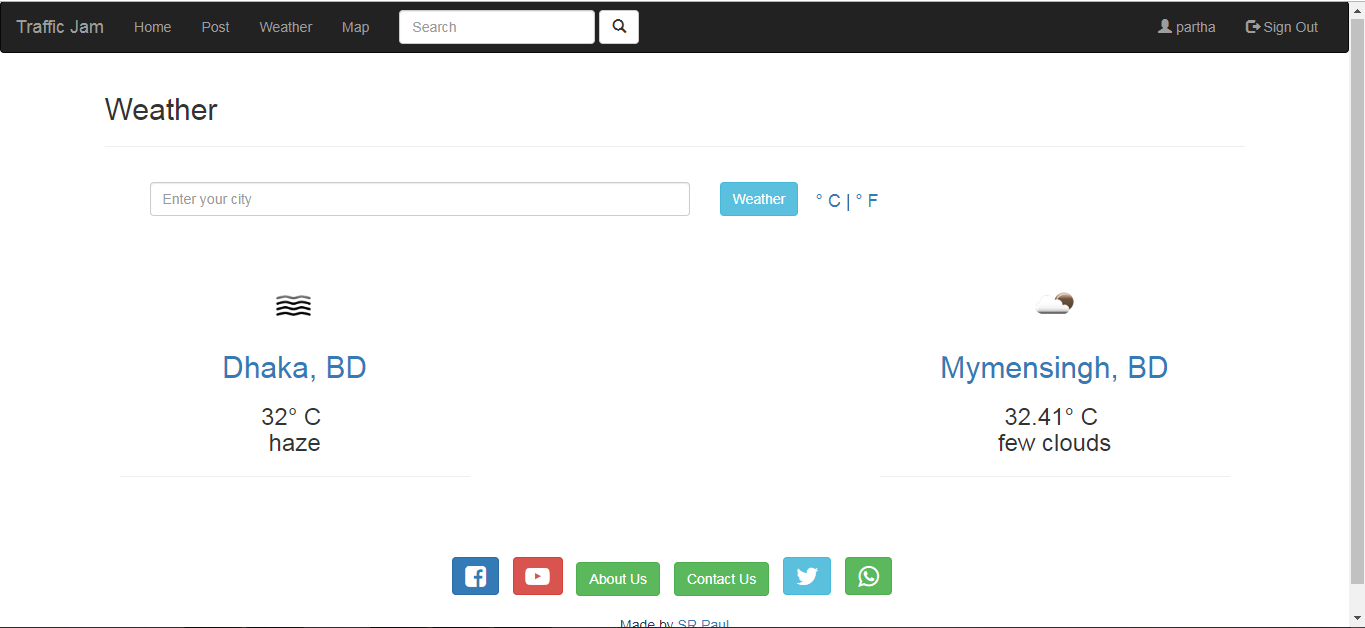 Traffic Jam Home Post Weather Map Search partha Sign Out
Weather
Enter your city Weather ° C | ° F
Dhaka, BD
32° C
haze
Mymensingh, BD
32.41° C
few clouds
About Us Contact Us
Made by SR Paul